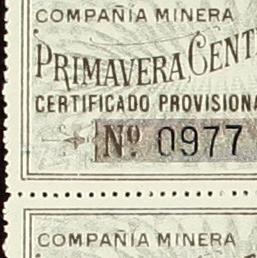 COMPAÑIA MINERA
PRIMAVERA CENT
CERTIFICADO PROVISIONA
Nº 0977
COMPAÑIA MINERA